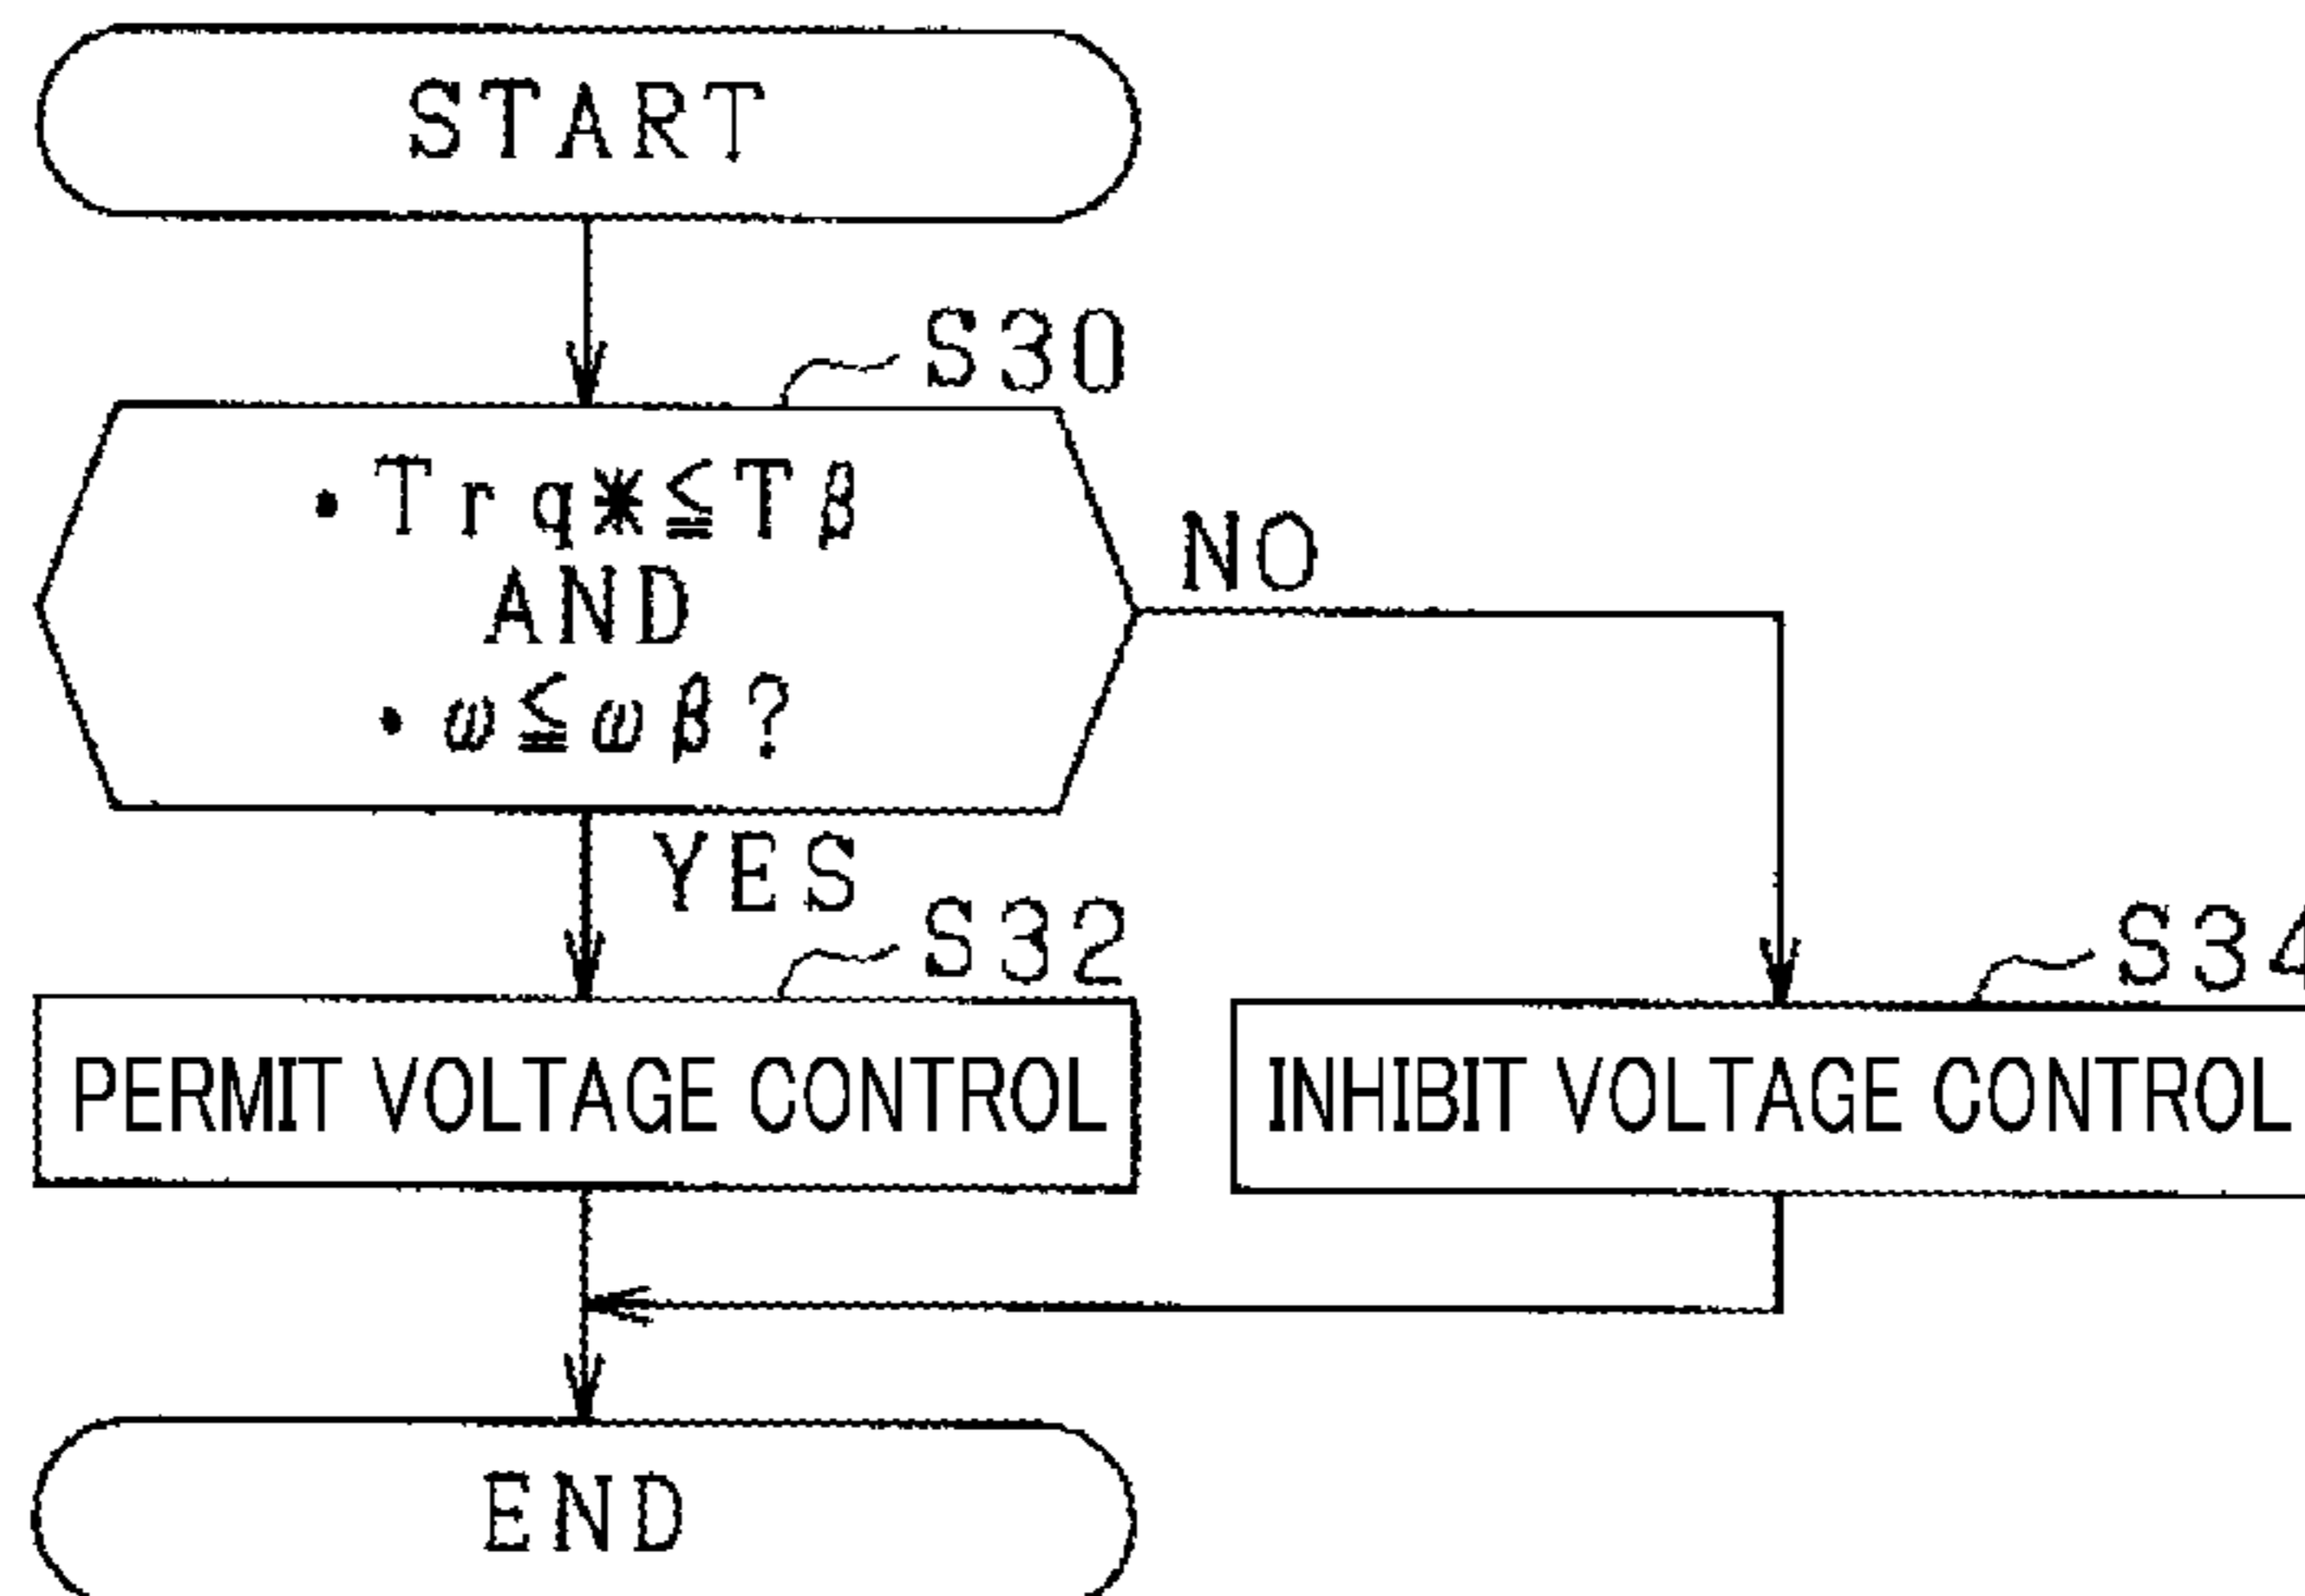 START
S30
・Trq*≦Tβ
AND
・ω≦ωβ?
NO
YES
S32
S34
PERMIT VOLTAGE CONTROL
INHIBIT VOLTAGE CONTROL
END